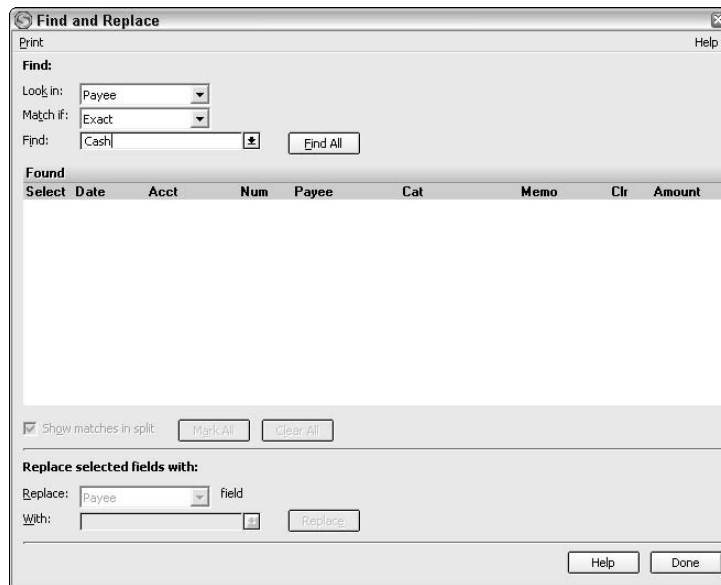 Find and Replace
Print Help
Find:
Look in: Payee
Match if: Exact
Find: Cash Find All
Found
Select Date Acct Num Payee Cat Memo Clr Amount
Show matches in split Mark All Clear All
Replace selected fields with:
Replace: Payee field
With: Replace
Help Done